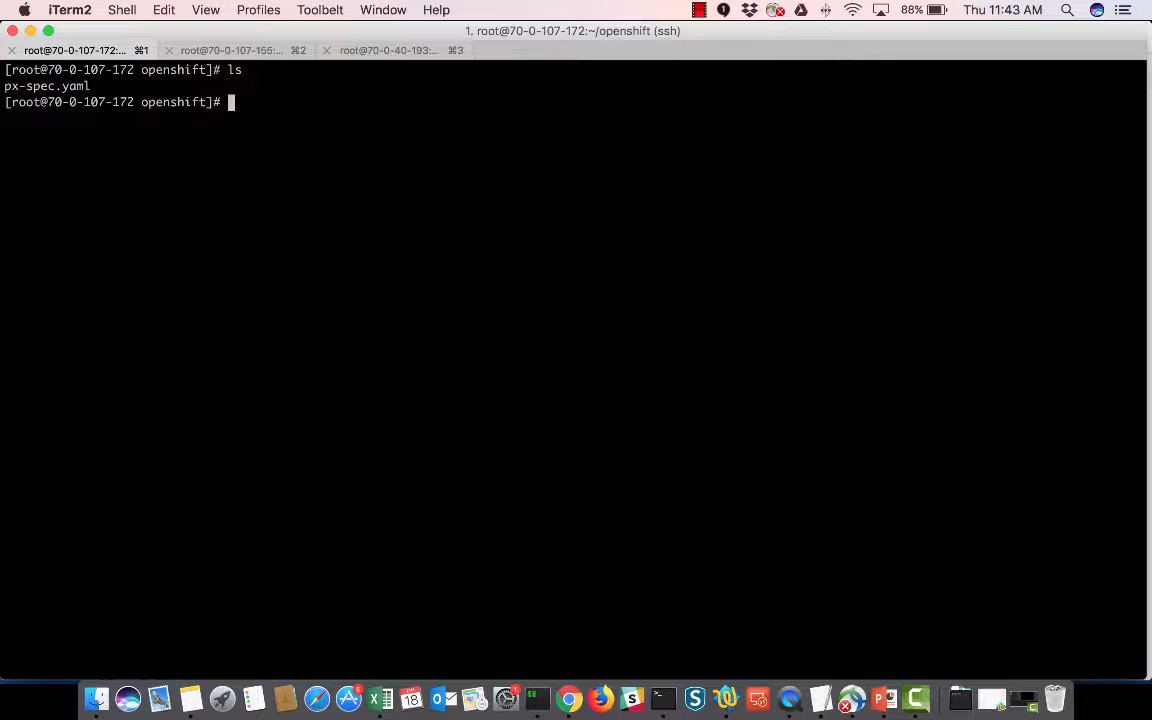 iTerm2 Shell Edit View Profiles Toolbelt Window Help 88% Thu 11:43 AM
1. root@70-0-107-172:~/openshift (ssh)
root@70-0-107-172:... ⌘1 root@70-0-107-155:... ⌘2 root@70-0-40-193:... ⌘3
[root@70-0-107-172 openshift]# ls
px-spec.yaml
[root@70-0-107-172 openshift]#
18